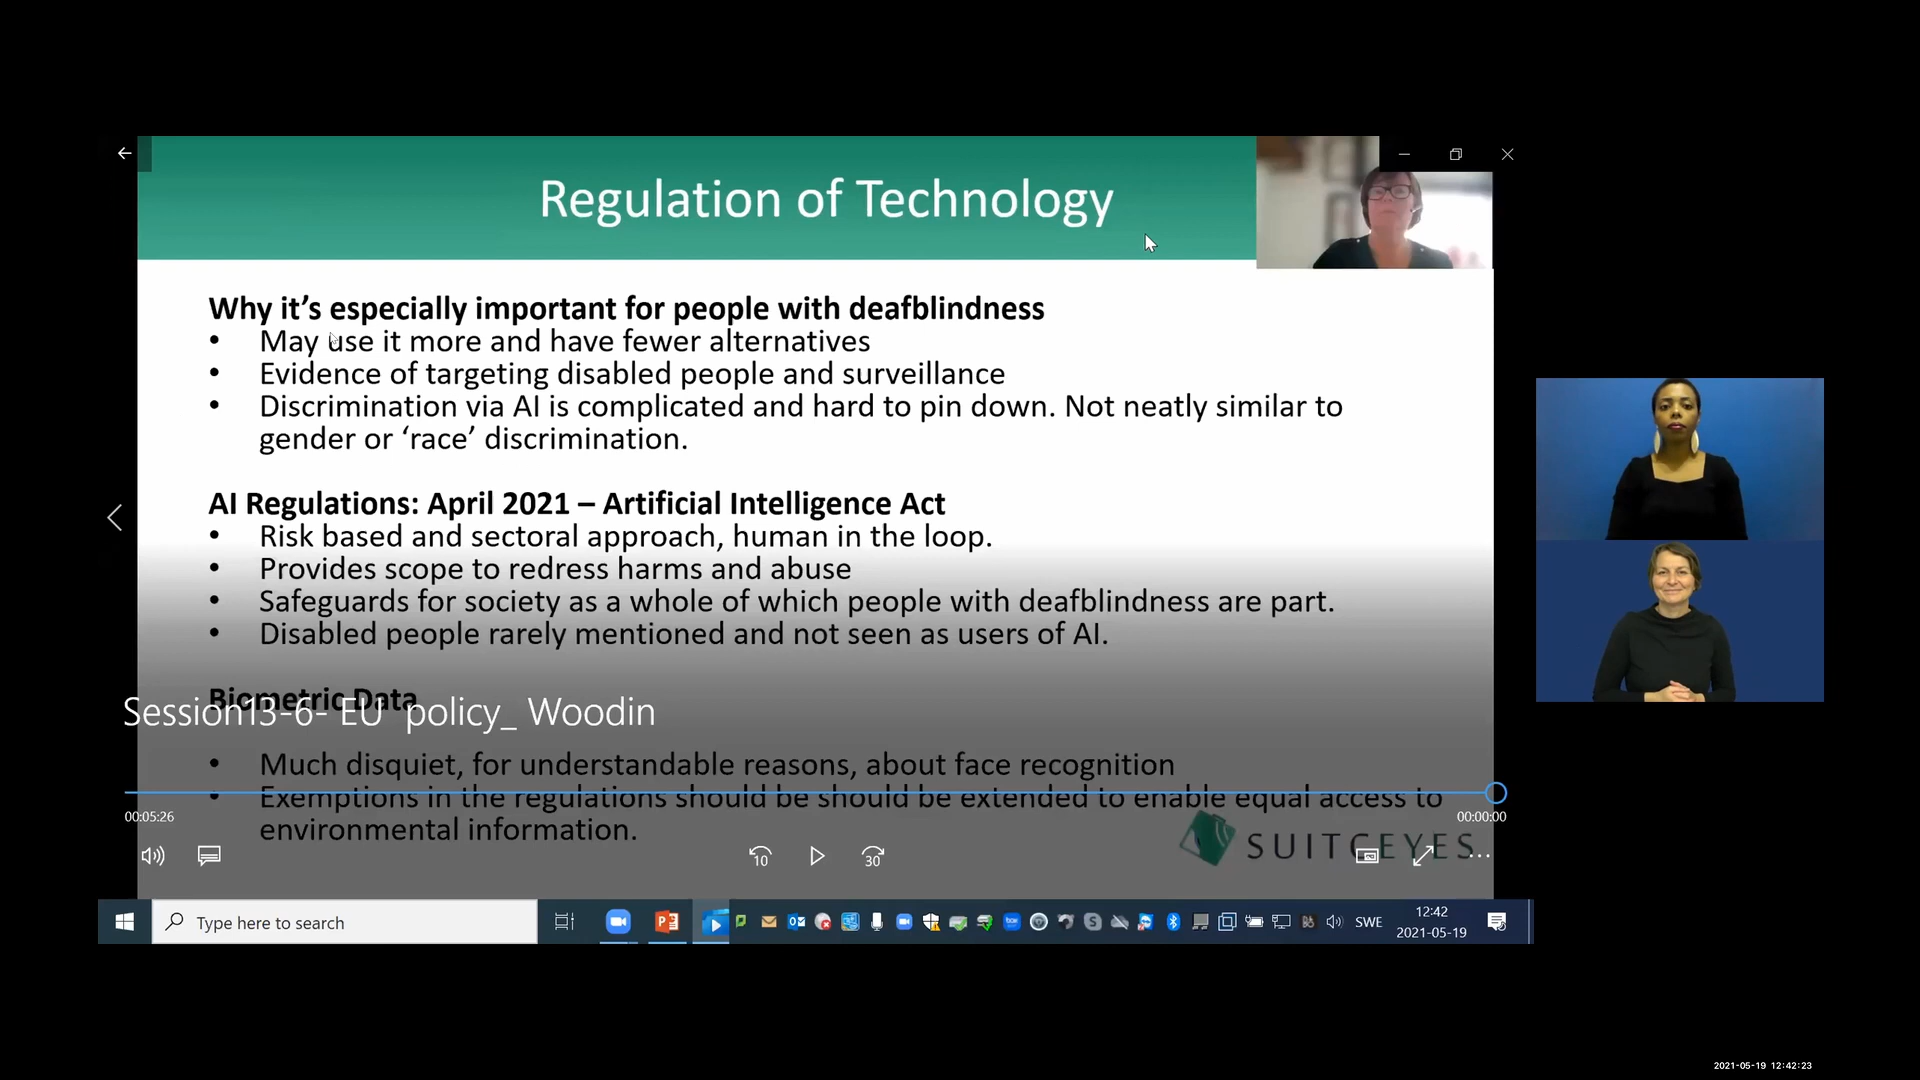 Regulation of Technology
Why it's especially important for people with deafblindness
• May use it more and have fewer alternatives
• Evidence of targeting disabled people and surveillance
• Discrimination via AI is complicated and hard to pin down. Not neatly similar to
gender or ‘race’ discrimination.
AI Regulations: April 2021 – Artificial Intelligence Act
• Risk based and sectoral approach, human in the loop.
• Provides scope to redress harms and abuse
• Safeguards for society as a whole of which people with deafblindness are part.
• Disabled people rarely mentioned and not seen as users of AI.
Biometric Data
Session13-6- EU policy_ Woodin
• Much disquiet, for understandable reasons, about face recognition
• Exemptions in the regulations should be should be extended to enable equal access to
environmental information.
00:05:26
00:00:00
SUITCEYES
10
30
Type here to search
SWE
12:42
2021-05-19
2021-05-19 12:42:23